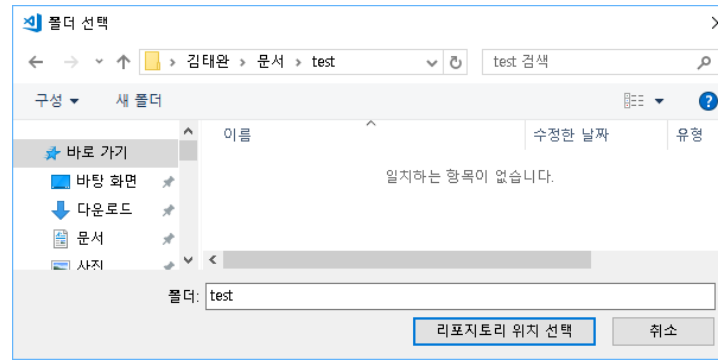 폴더 선택
김태완 > 문서 > test
test 검색
구성
새 폴더
이름
수정한 날짜
유형
바로 가기
바탕 화면
다운로드
문서
사진
일치하는 항목이 없습니다.
폴더: test
리포지토리 위치 선택
취소